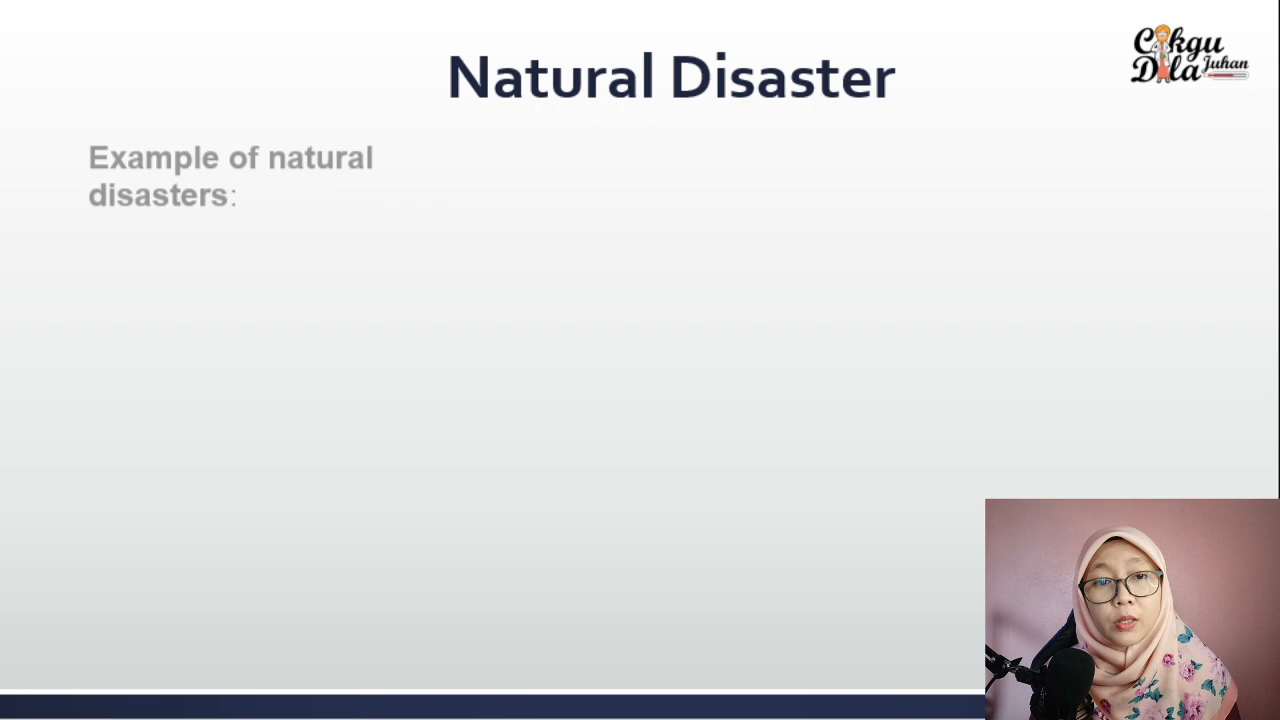 Natural Disaster
Cikgu
Dila Juhan
Example of natural
disasters: